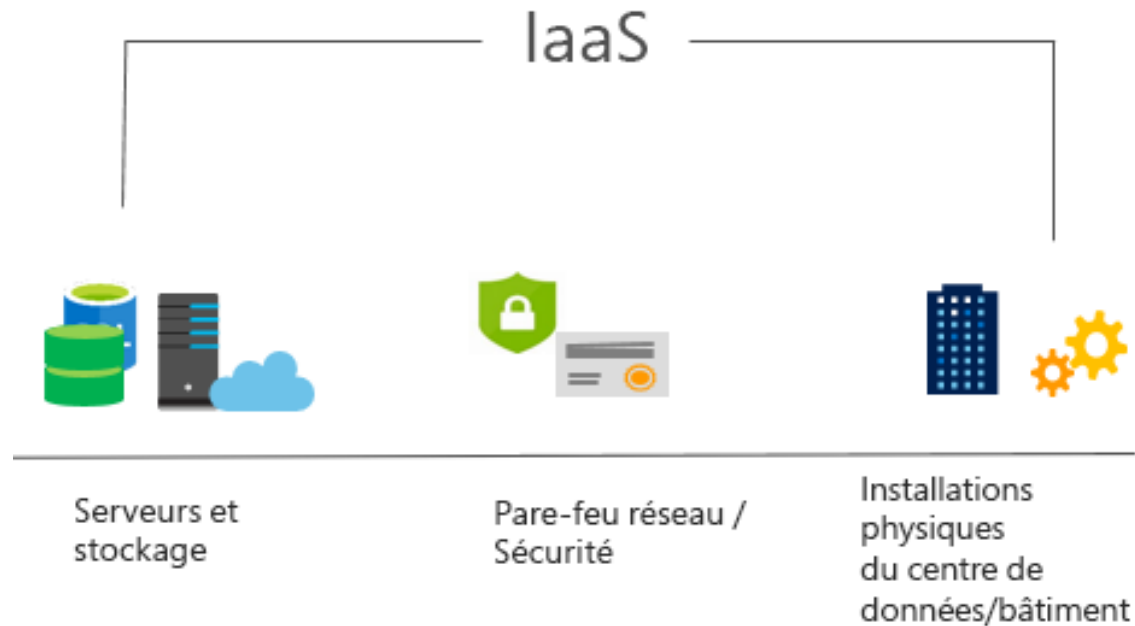 IaaS
Serveurs et
stockage
Pare-feu réseau /
Sécurité
Installations
physiques
du centre de
données/bâtiment